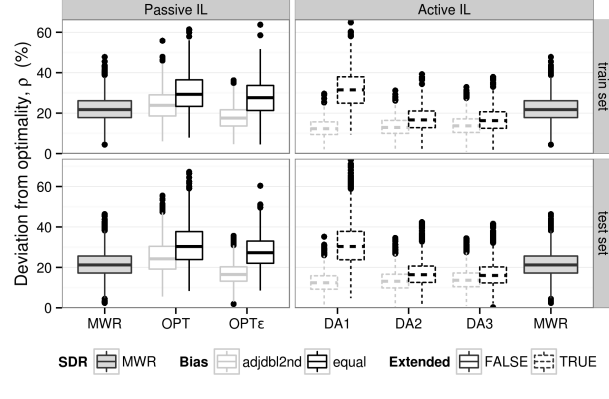 Passive IL Active IL
Deviation from optimality, ρ (%)
60
40
20
0
train set
60
40
20
0
test set
MWR OPT OPTε DA1 DA2 DA3 MWR
SDR MWR Bias adjdbl2nd equal Extended FALSE TRUE